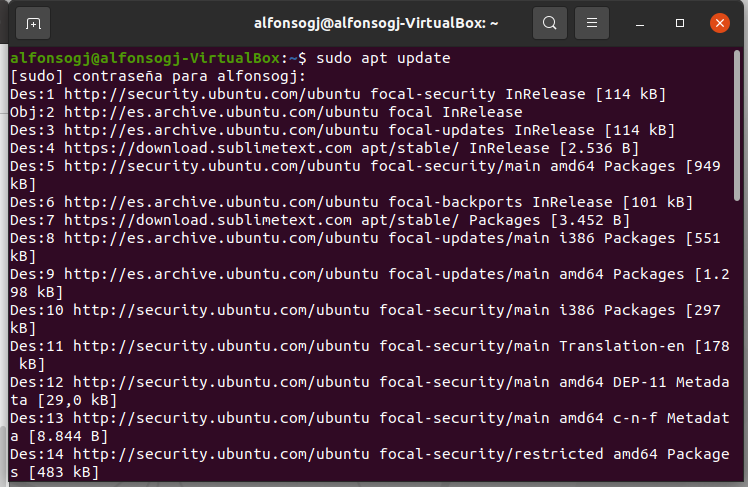 alfonsogj@alfonsogj-VirtualBox: ~
alfonsogj@alfonsogj-VirtualBox:~$ sudo apt update
[sudo] contraseña para alfonsogj:
Des:1 http://security.ubuntu.com/ubuntu focal-security InRelease [114 kB]
Obj:2 http://es.archive.ubuntu.com/ubuntu focal InRelease
Des:3 http://es.archive.ubuntu.com/ubuntu focal-updates InRelease [114 kB]
Des:4 https://download.sublimetext.com apt/stable/ InRelease [2.536 B]
Des:5 http://security.ubuntu.com/ubuntu focal-security/main amd64 Packages [949
kB]
Des:6 http://es.archive.ubuntu.com/ubuntu focal-backports InRelease [101 kB]
Des:7 https://download.sublimetext.com apt/stable/ Packages [3.452 B]
Des:8 http://es.archive.ubuntu.com/ubuntu focal-updates/main i386 Packages [551
kB]
Des:9 http://es.archive.ubuntu.com/ubuntu focal-updates/main amd64 Packages [1.2
98 kB]
Des:10 http://security.ubuntu.com/ubuntu focal-security/main i386 Packages [297
kB]
Des:11 http://security.ubuntu.com/ubuntu focal-security/main Translation-en [178
 kB]
Des:12 http://security.ubuntu.com/ubuntu focal-security/main amd64 DEP-11 Metada
ta [29,0 kB]
Des:13 http://security.ubuntu.com/ubuntu focal-security/main amd64 c-n-f Metadat
a [8.844 B]
Des:14 http://security.ubuntu.com/ubuntu focal-security/restricted amd64 Package
s [483 kB]